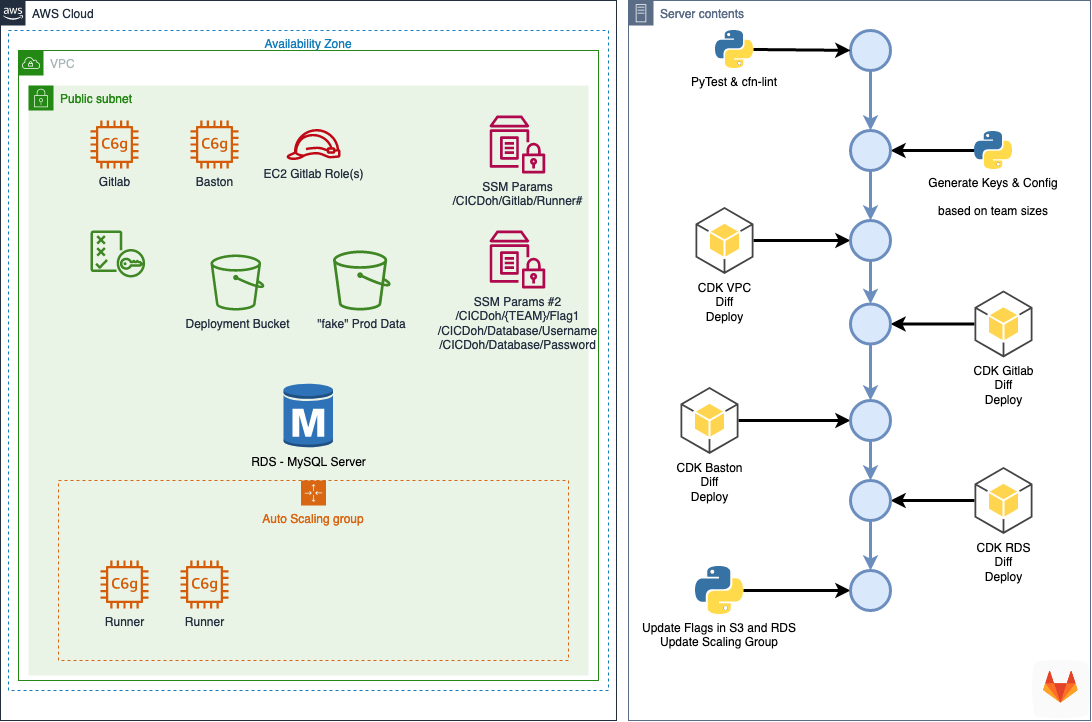 aws
AWS Cloud
Availability Zone
VPC
Public subnet
C6g
Gitlab
C6g
Baston
EC2 Gitlab Role(s)
SSM Params
/CICDoh/Gitlab/Runner#
Deployment Bucket
"fake" Prod Data
SSM Params #2
/CICDoh/{TEAM}/Flag1
/CICDoh/Database/Username
/CICDoh/Database/Password
M
RDS - MySQL Server
Auto Scaling group
C6g
Runner
C6g
Runner
Server contents
PyTest & cfn-lint
Generate Keys & Config
based on team sizes
CDK VPC
Diff
Deploy
CDK Gitlab
Diff
Deploy
CDK Baston
Diff
Deploy
CDK RDS
Diff
Deploy
Update Flags in S3 and RDS
Update Scaling Group